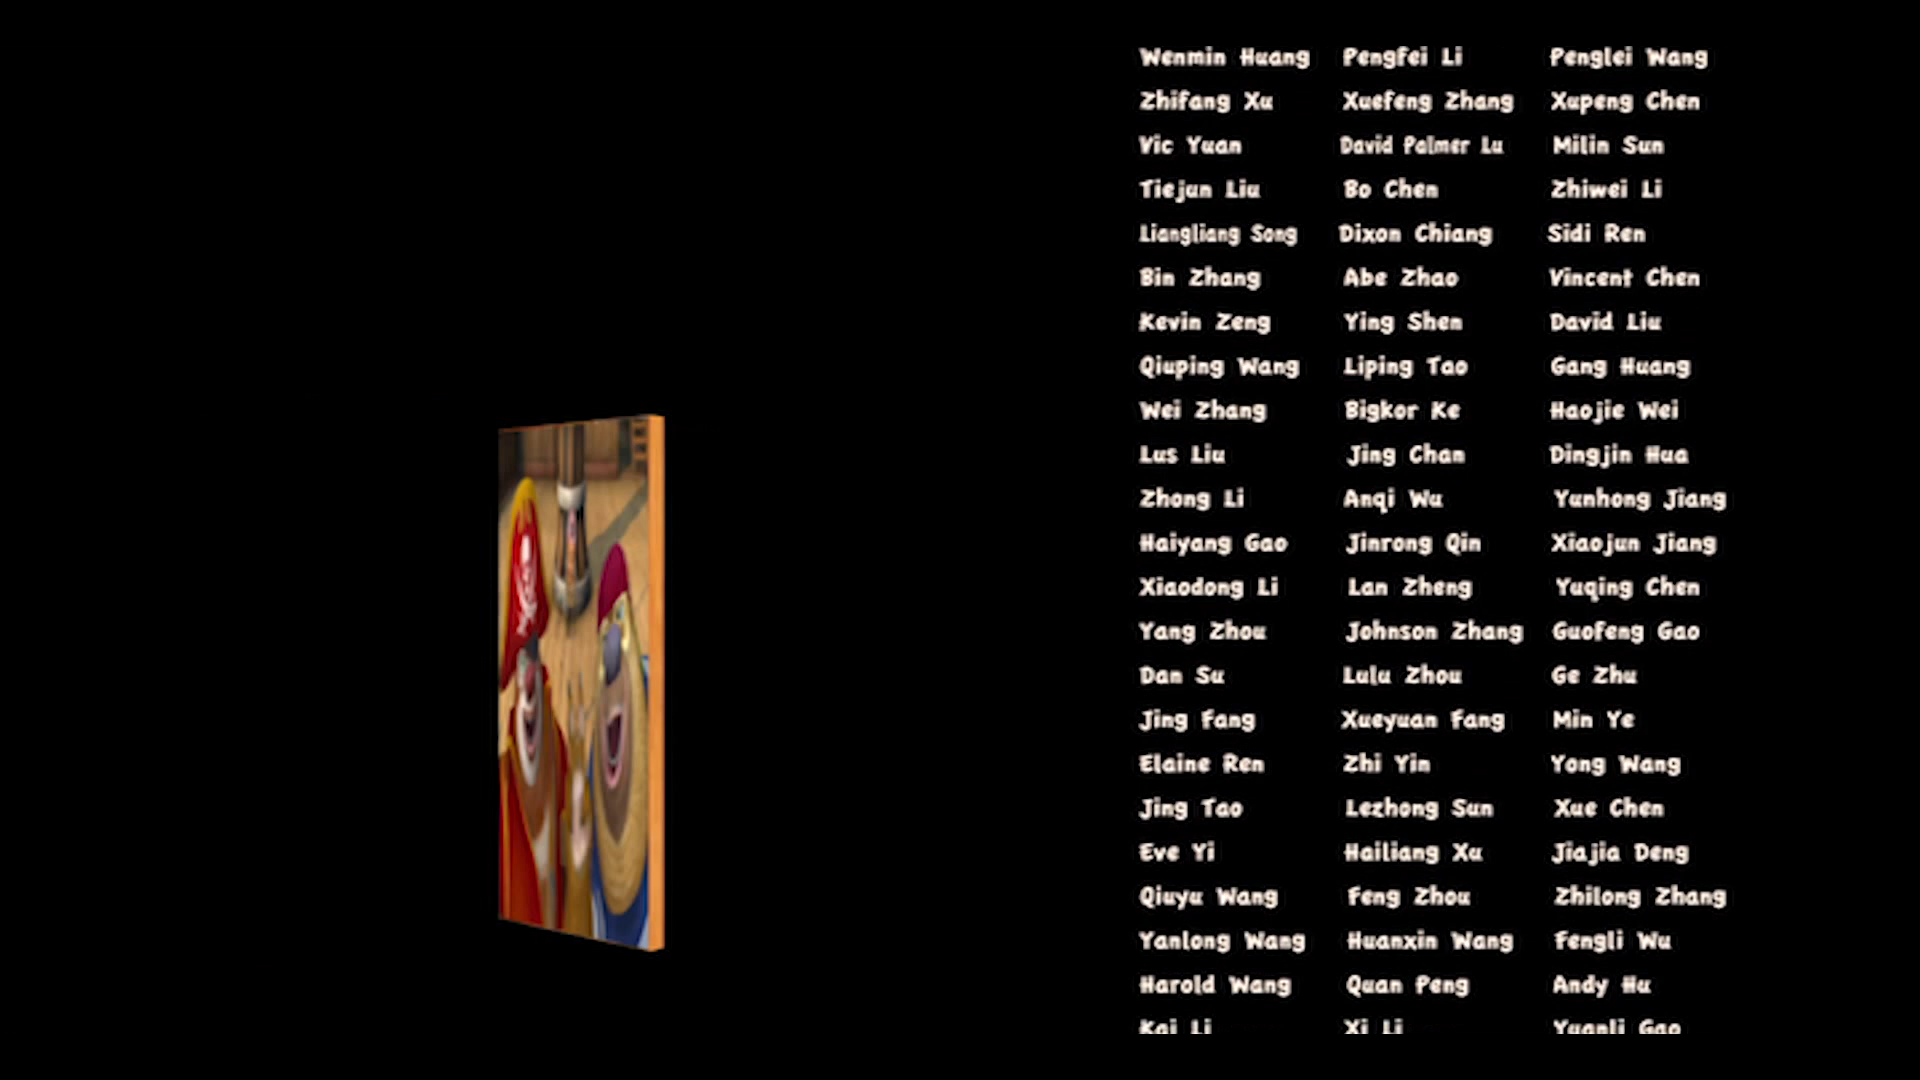 Wenmin Huang Pengfei Li Penglei Wang
Zhifang Xu Xuefeng Zhang Xupeng Chen
Vic Yuan David Palmer Lu Milin Sun
Tiejun Liu Bo Chen Zhiwei Li
Liangliang Song Dixon Chiang Sidi Ren
Bin Zhang Abe Zhao Vincent Chen
Kevin Zeng Ying Shen David Liu
Qiuping Wang Liping Tao Gang Huang
Wei Zhang Bigkor Ke Haojie Wei
Lus Liu Jing Chan Dingjin Hua
Zhong Li Anqi Wu Yunhong Jiang
Haiyang Gao Jinrong Qin Xiaojun Jiang
Xiaodong Li Lan Zheng Yuqing Chen
Yang Zhou Johnson Zhang Guofeng Gao
Dan Su Lulu Zhou Ge Zhu
Jing Fang Xueyuan Fang Min Ye
Elaine Ren Zhi Yin Yong Wang
Jing Tao Lezhong Sun Xue Chen
Eve Yi Hailiang Xu Jiajia Deng
Qiuyu Wang Feng Zhou Zhilong Zhang
Yanlong Wang Huanxin Wang Fengli Wu
Harold Wang Quan Peng Andy Hu
Kai Li Xi Li Yuanli Gao